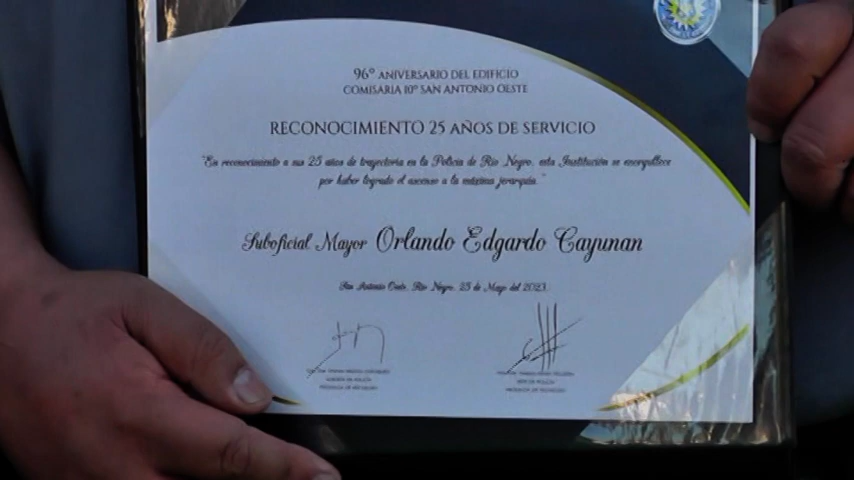 96º ANIVERSARIO DEL EDIFICIO
COMISARIA 10º SAN ANTONIO OESTE
RECONOCIMIENTO 25 AÑOS DE SERVICIO
"En reconocimiento a sus 25 años de trayectoria en la Policía de Río Negro, esta Institución se enorgullece
por haber logrado el ascenso a la máxima jerarquía."
Suboficial Mayor Orlando Edgardo Cayunan
San Antonio Oeste, Río Negro, 25 de Mayo del 2023